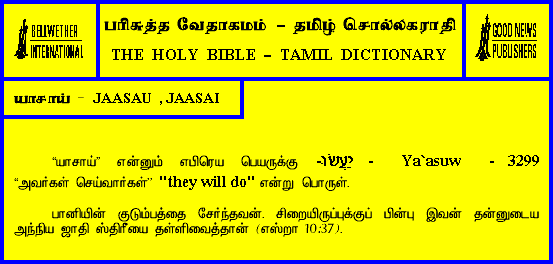 BELLWETHER
INTERNATIONAL
பரிசுத்த வேதாகமம் – தமிழ் சொல்லகராதி
THE HOLY BIBLE – TAMIL DICTIONARY
GOOD NEWS
PUBLISHERS
யாசாய் – JAASAU , JAASAI
“யாசாய்” என்னும் எபிரெய பெயருக்கு -יַעֲשׂוּ - Ya`asuw - 3299
“அவர்கள் செய்வார்கள்” "they will do" என்று பொருள்.
பானியின் குடும்பத்தை சேர்ந்தவன். சிறையிருப்புக்குப் பின்பு இவன் தன்னுடைய
அந்நிய ஜாதி ஸ்திரீயை தள்ளிவைத்தான் (எஸ்றா 10:37).